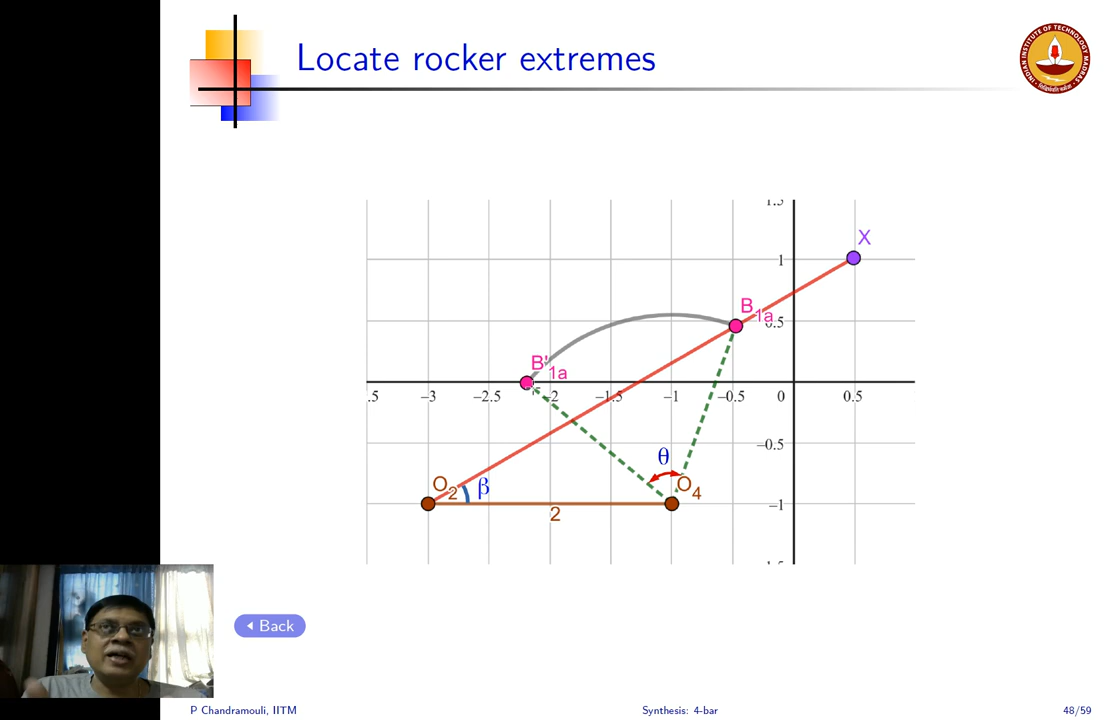 Locate rocker extremes
1.5
X
1
B1a
0.5
B'1a
.5 −3 −2.5 −2 −1.5 −1 −0.5 0 0.5
−0.5
θ
O2 β
O4
−1
2
Back
P Chandramouli, IITM Synthesis: 4-bar 48/59